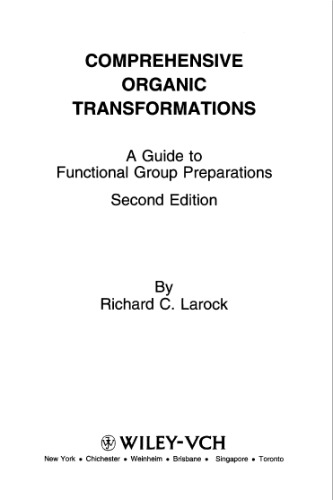 COMPREHENSIVE
ORGANIC
TRANSFORMATIONS
A Guide to
Functional Group Preparations
Second Edition
By
Richard C. Larock
WILEY-VCH
New York • Chichester • Weinheim • Brisbane • Singapore • Toronto